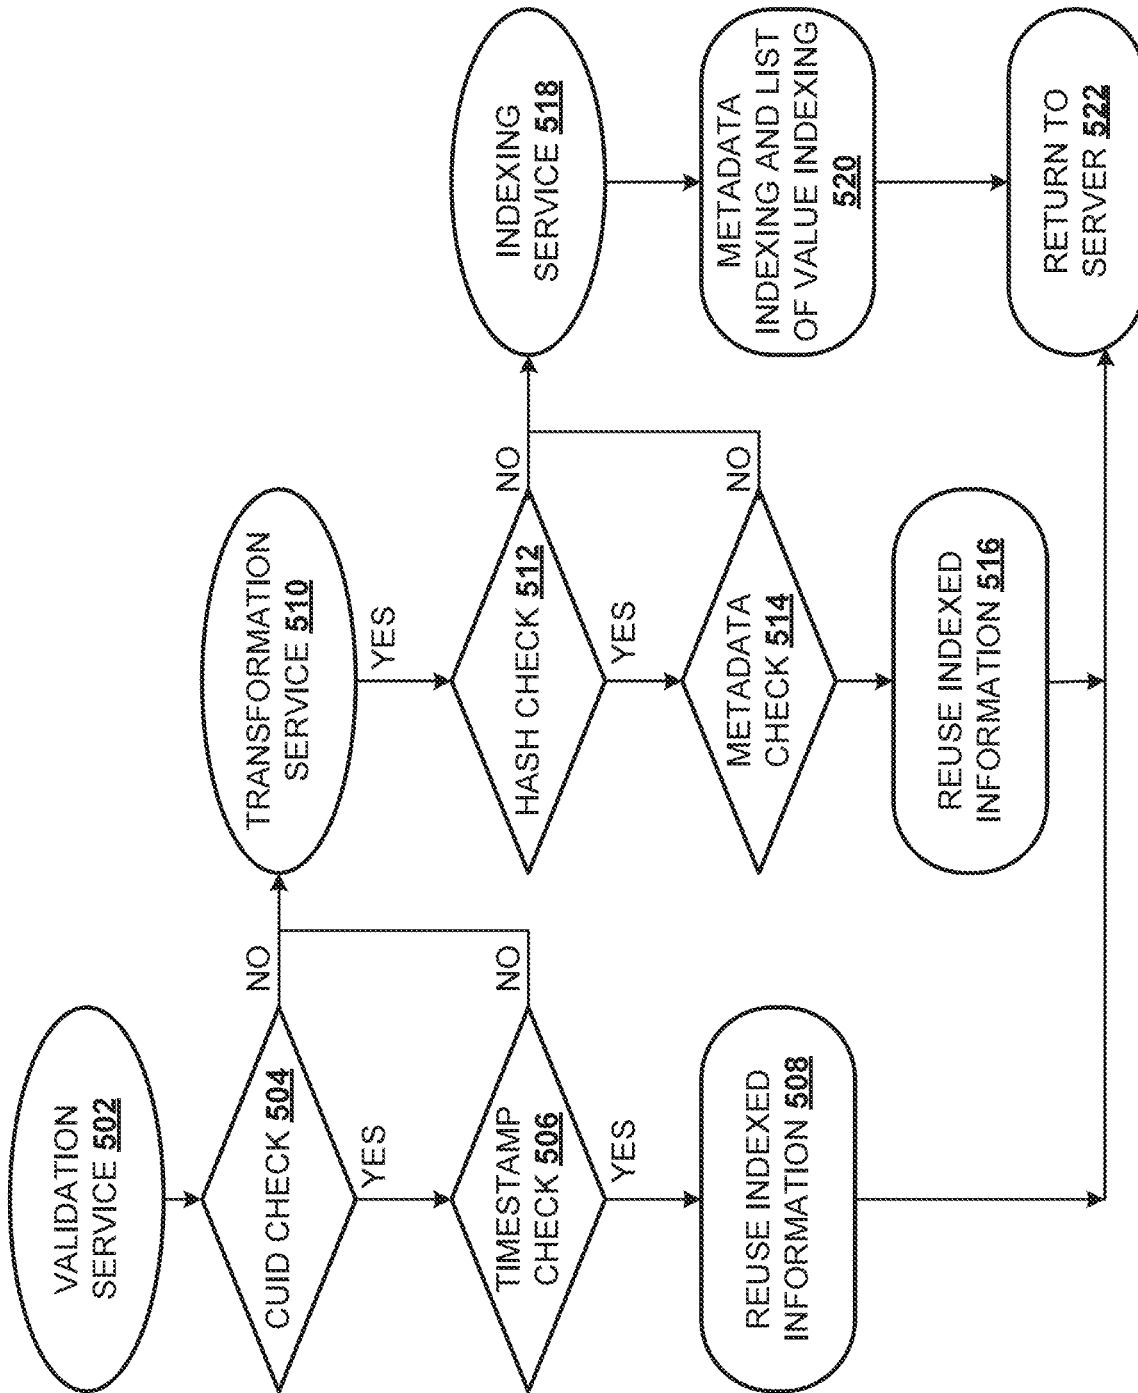 VALIDATION
SERVICE 502
CUID CHECK 504
NO
YES
TIMESTAMP
CHECK 506
NO
YES
REUSE INDEXED
INFORMATION 508
TRANSFORMATION
SERVICE 510
YES
HASH CHECK 512
NO
YES
METADATA
CHECK 514
NO
REUSE INDEXED
INFORMATION 516
INDEXING
SERVICE 518
METADATA
INDEXING AND LIST
OF VALUE INDEXING
520
RETURN TO
SERVER 522